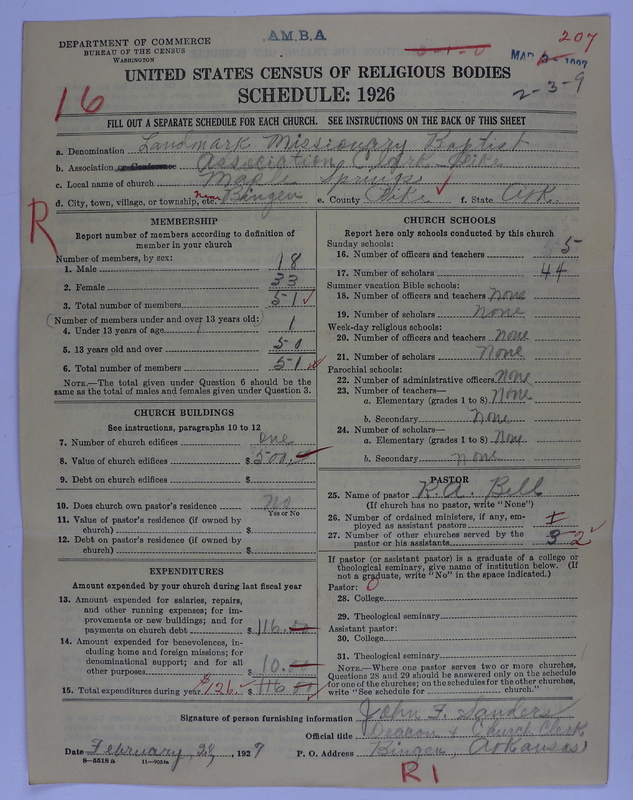 A.M.B.A
207
DEPARTMENT OF COMMERCE
BUREAU OF THE CENSUS
WASHINGTON
2-3-9
UNITED STATES CENSUS OF RELIGIOUS BODIES
16
SCHEDULE: 1926
FILL OUT A SEPARATE SCHEDULE FOR EACH CHURCH. SEE INSTRUCTIONS ON THE BACK OF THIS SHEET
a. Denomination Landmark Missionary Baptist
b. Association or Conference Association Clark Pike
c. Local name of church Maple Springs
d. City, town, village, or township, etc. near Bingen e. County Pike f. State Ark.
R
MEMBERSHIP
Report number of members according to definition of
member in your church
Number of members, by sex:
1. Male 18
2. Female 33
3. Total number of members 51
(Number of members under and over 13 years old:)
4. Under 13 years of age 1
5. 13 years old and over 50
6. Total number of members 51
NOTE.—The total given under Question 6 should be
same as the total of males and females given under Question 3.
CHURCH BUILDINGS
See instructions, paragraphs 10 to 12
7. Number of church edifices one
8. Value of church edifices $ 500.
9. Debt on church edifices $
10. Does church own pastor's residence No
Yes or No
11. Value of pastor's residence (if owned by
church) $
12. Debt on pastor's residence (if owned by
church) $
EXPENDITURES
Amount expended by your church during last fiscal year
13. Amount expended for salaries, repairs,
and other running expenses; for im-
provements or new buildings; and for
payments on church debt $ 116.00
14. Amount expended for benevolences, in-
cluding home and foreign missions; for
denominational support; and for all
other purposes 10.00
15. Total expenditures during year $126. $ 116.00
CHURCH SCHOOLS
Report here only schools conducted by this church
Sunday schools:
16. Number of officers and teachers 5
17. Number of scholars 44
Summer vacation Bible schools:
18. Number of officers and teachers None
19. Number of scholars None
Week-day religious schools:
20. Number of officers and teachers None
21. Number of scholars None
Parochial schools:
22. Number of administrative officers None
23. Number of teachers—
a. Elementary (grades 1 to 8) None
b. Secondary None
24. Number of scholars—
a. Elementary (grades 1 to 8) None
b. Secondary None
PASTOR
25. Name of pastor R. A. Bell
(If church has no pastor, write "None")
26. Number of ordained ministers, if any, em-
ployed as assistant pastors
27. Number of other churches served by the
pastor or his assistants 3 2
If pastor (or assistant pastor) is a graduate of a college or
theological seminary, give name of institution below. (If
not a graduate, write "No" in the space indicated.)
Pastor:
28. College
29. Theological seminary
Assistant pastor:
30. College
31. Theological seminary
NOTE.—Where one pastor serves two or more churches,
Questions 28 and 29 should be answered only on the schedule
for one of the churches; on the schedules for the other churches,
write "See schedule for church."
Signature of person furnishing information John F. Sanders
Official title Deacon & Church Clerk
Date February 28, 1927 P. O. Address Bingen, Arkansas
8-5518a 11-9054a
R1